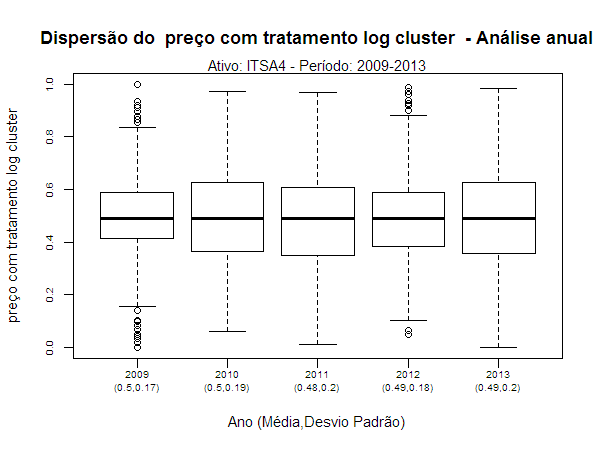 Dispersão do  preço com tratamento log cluster  - Análise anual
Ativo: ITSA4 - Período: 2009-2013
preço com tratamento log cluster
1.0
0.8
0.6
0.4
0.2
0.0
2009 2010 2011 2012 2013
(0.5,0.17) (0.5,0.19) (0.48,0.2) (0.49,0.18) (0.49,0.2)
Ano (Média,Desvio Padrão)